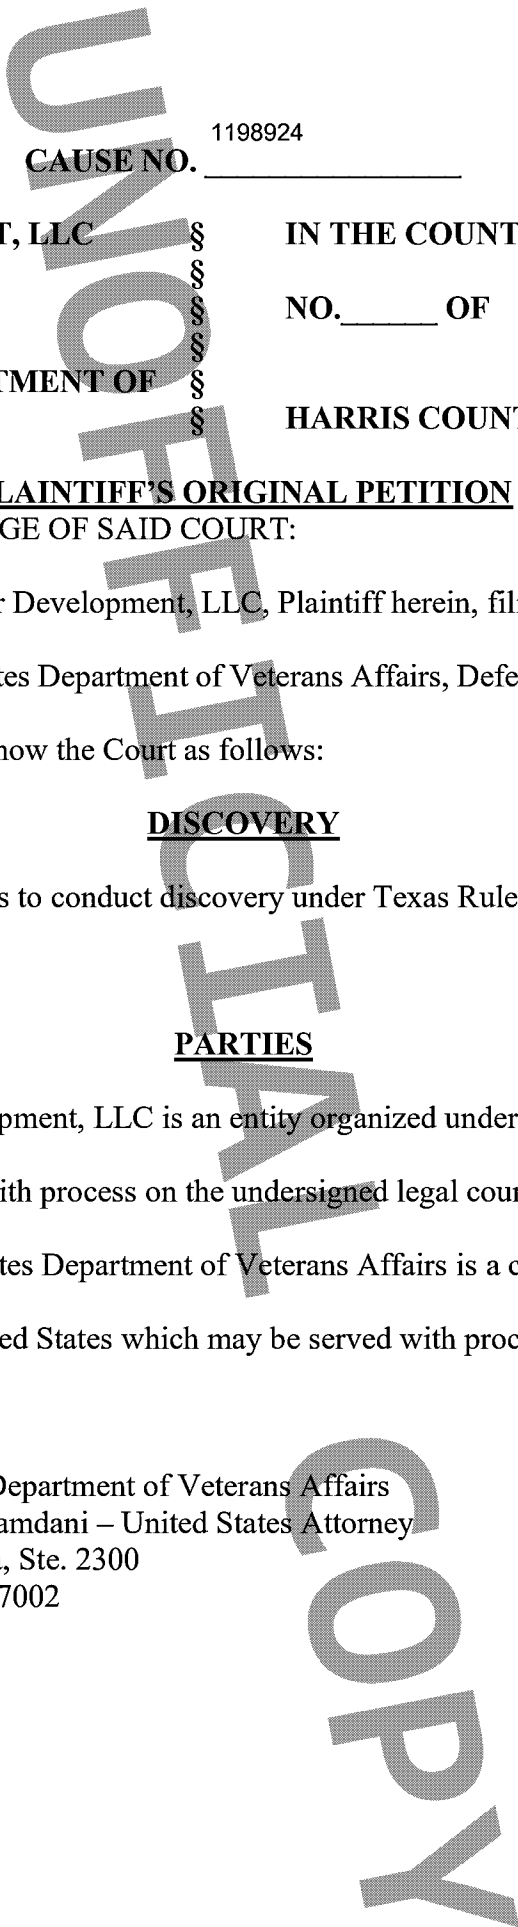 1198924
CAUSE NO. ________________
T, LLC § IN THE COUNT
§
§ NO.______ OF
§
TMENT OF §
§ HARRIS COUNT
LAINTIFF’S ORIGINAL PETITION
GE OF SAID COURT:
r Development, LLC, Plaintiff herein, fil
tes Department of Veterans Affairs, Defe
how the Court as follows:
DISCOVERY
s to conduct discovery under Texas Rule
PARTIES
pment, LLC is an entity organized under
ith process on the undersigned legal coun
tes Department of Veterans Affairs is a c
ed States which may be served with proc
Department of Veterans Affairs
amdani – United States Attorney
, Ste. 2300
7002
UNOFFICIAL COPY